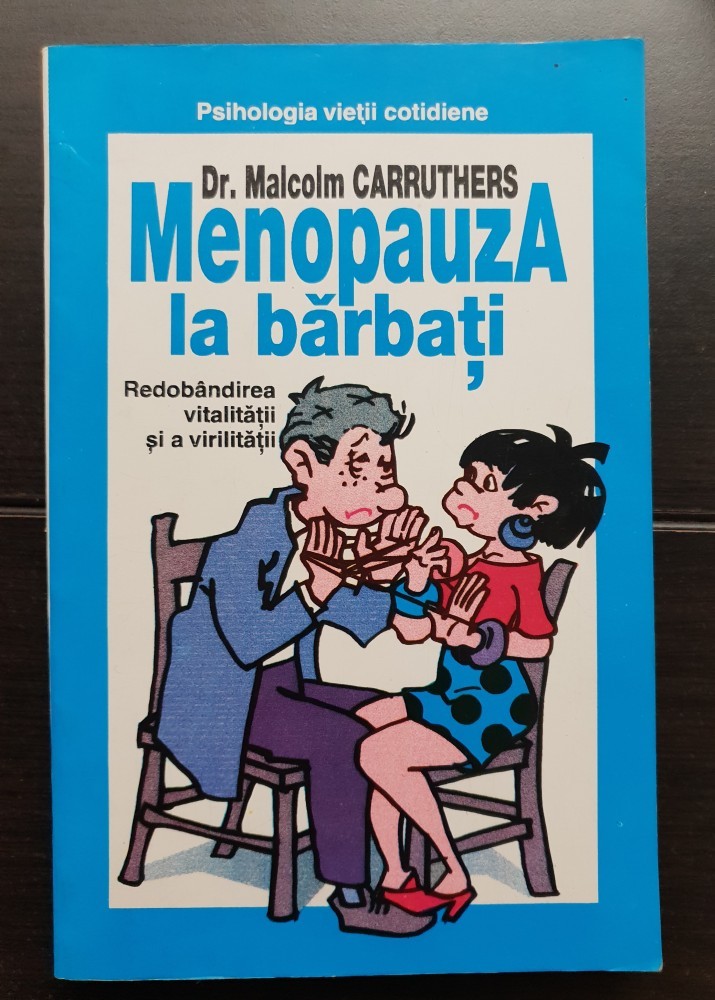 Psihologia vieţii cotidiene
Dr. Malcolm CARRUTHERS
MenopauzA
la bărbaţi
Redobândirea
vitalităţii
şi a virilităţii